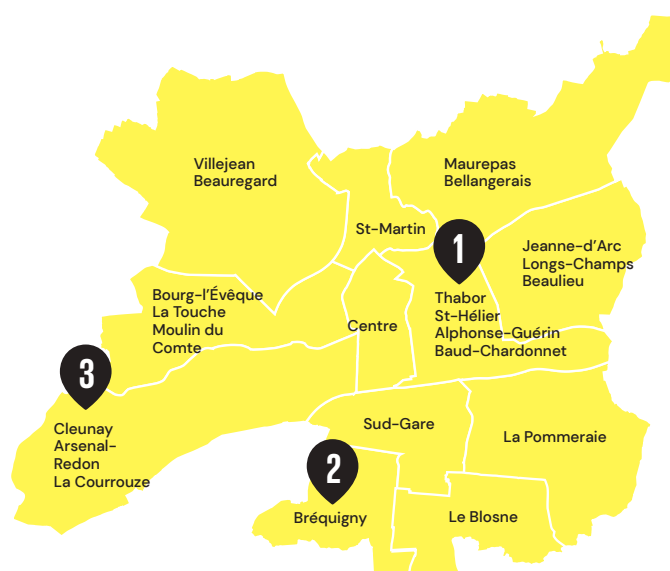 Villejean
Beauregard
Maurepas
Bellangerais
St-Martin
1
Jeanne-d’Arc
Longs-Champs
Beaulieu
Bourg-l’Évêque
La Touche
Moulin du
Comte
Thabor
St-Hélier
Alphonse-Guérin
Baud-Chardonnet
Centre
3
Cleunay
Arsenal-
Redon
La Courrouze
Sud-Gare
La Pommeraie
2
Bréquigny
Le Blosne